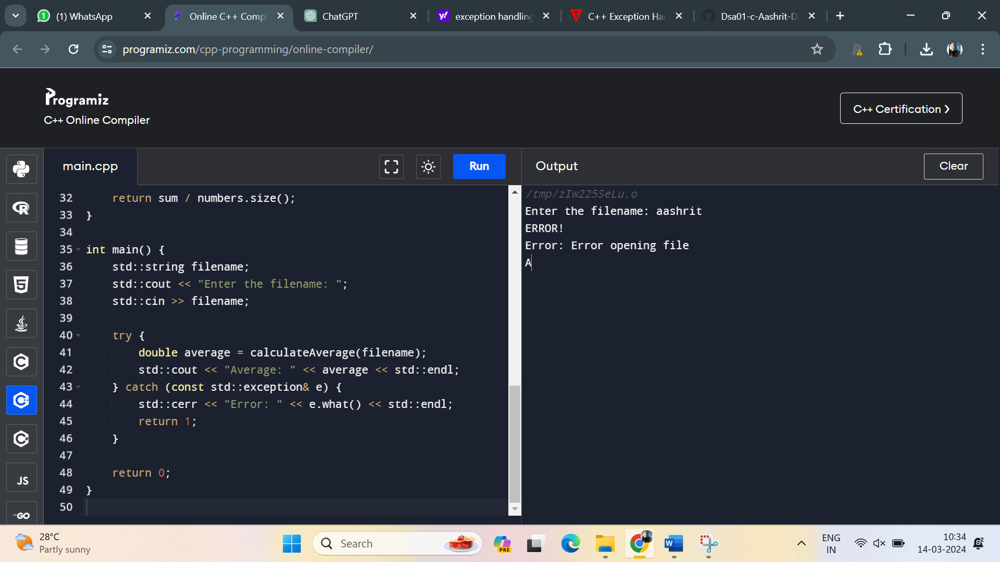 (1) WhatsApp
Online C++ Compi
ChatGPT
exception handling
C++ Exception Ha
Dsa01-c-Aashrit-D
programiz.com/cpp-programming/online-compiler/
Programiz
C++ Online Compiler
C++ Certification ❯
main.cpp
Run
Output
Clear
32 return sum / numbers.size();
33 }
34
35 int main() {
36 std::string filename;
37 std::cout << "Enter the filename: ";
38 std::cin >> filename;
39
40 try {
41 double average = calculateAverage(filename);
42 std::cout << "Average: " << average << std::endl;
43 } catch (const std::exception& e) {
44 std::cerr << "Error: " << e.what() << std::endl;
45 return 1;
46 }
47
48 return 0;
49 }
50
/tmp/zIw225SeLu.o
Enter the filename: aashrit
ERROR!
Error: Error opening file
A
JS
GO
28°C
Partly sunny
Search
PRE
ENG
IN
10:34
14-03-2024